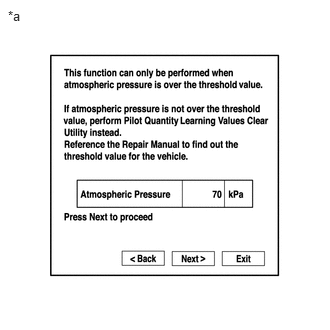 *a
This function can only be performed when
atmospheric pressure is over the threshold value.
If atmospheric pressure is not over the threshold
value, perform Pilot Quantity Learning Values Clear
Utility instead.
Reference the Repair Manual to find out the
threshold value for the vehicle.
Atmospheric Pressure 70 kPa
Press Next to proceed
< Back Next > Exit